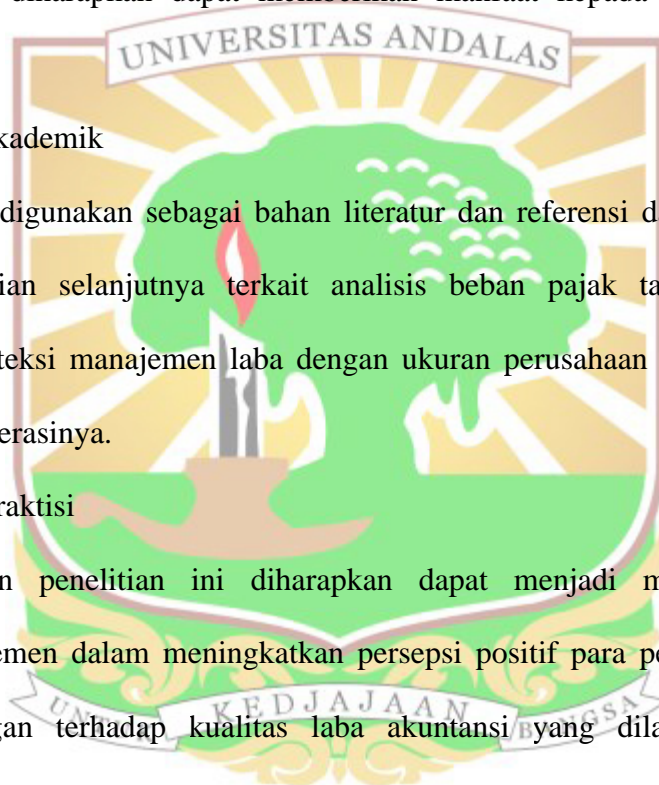 diharapkan dapat memberikan manfaat kepada
UNIVERSITAS ANDALAS
kademik
digunakan sebagai bahan literatur dan referensi d
ian selanjutnya terkait analisis beban pajak ta
teksi manajemen laba dengan ukuran perusahaan
erasinya.
raktisi
n penelitian ini diharapkan dapat menjadi m
emen dalam meningkatkan persepsi positif para pe
gan terhadap kualitas laba akuntansi yang dila
UNTUK KEDJAJAAN BANGSA